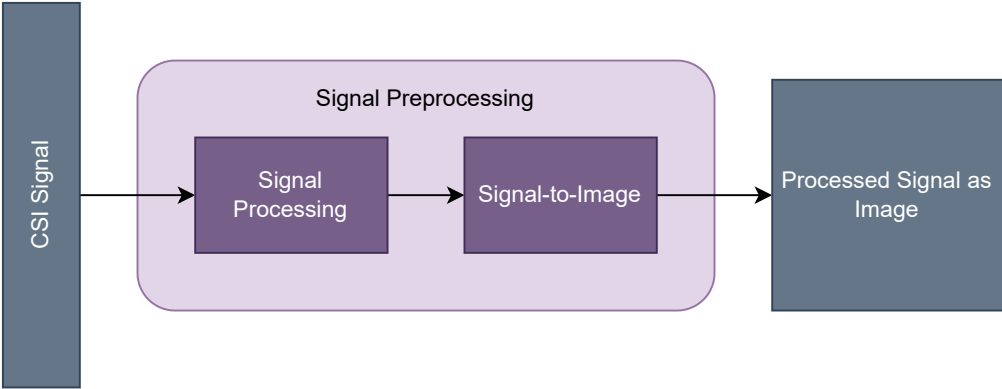 CSI Signal
Signal Preprocessing
Signal
Processing
Signal-to-Image
Processed Signal as
Image